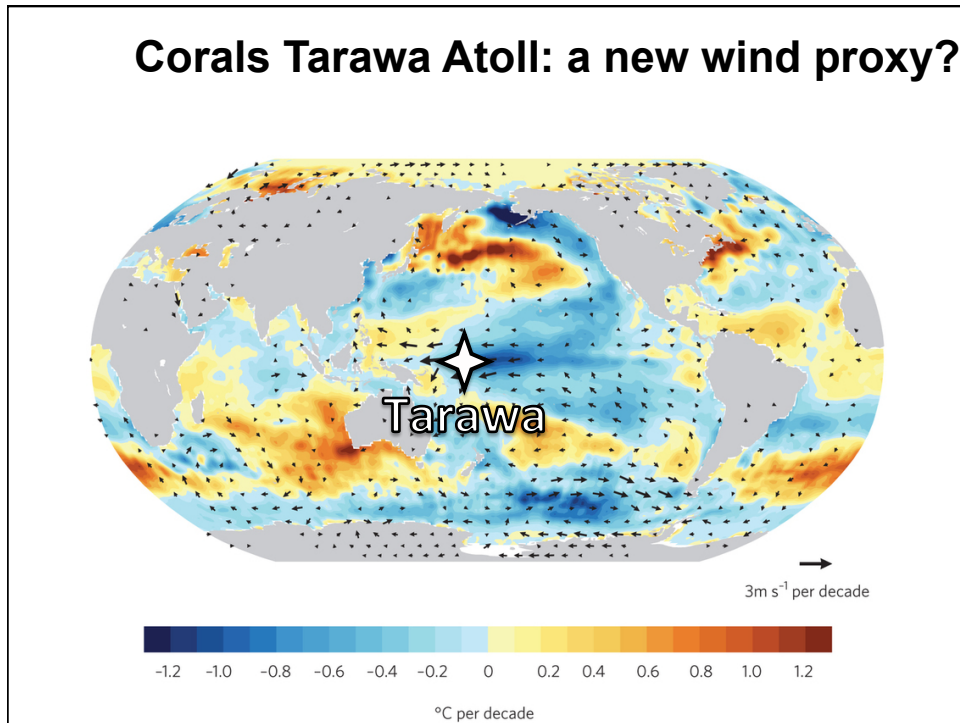 Corals Tarawa Atoll: a new wind proxy?
Tarawa
3m s⁻¹ per decade
−1.2 −1.0 −0.8 −0.6 −0.4 −0.2 0 0.2 0.4 0.6 0.8 1.0 1.2
°C per decade